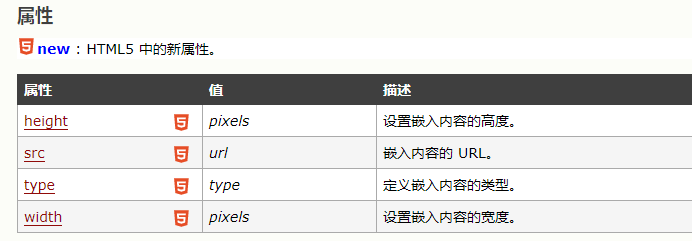 属性
new：HTML5 中的新属性。
属性 值 描述
height pixels 设置嵌入内容的高度。
src url 嵌入内容的 URL。
type type 定义嵌入内容的类型。
width pixels 设置嵌入内容的宽度。